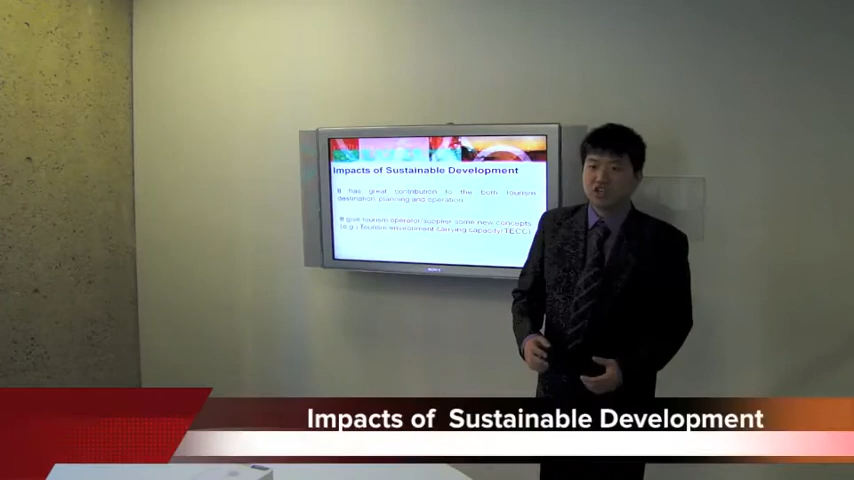 Impacts of Sustainable Development
It has great contribution to the both Tourism
destination planning and operation
It give tourism operator/supplier some new concepts
(e.g.) Tourism environment carrying capacity(TECC)
SONY
Impacts of Sustainable Development